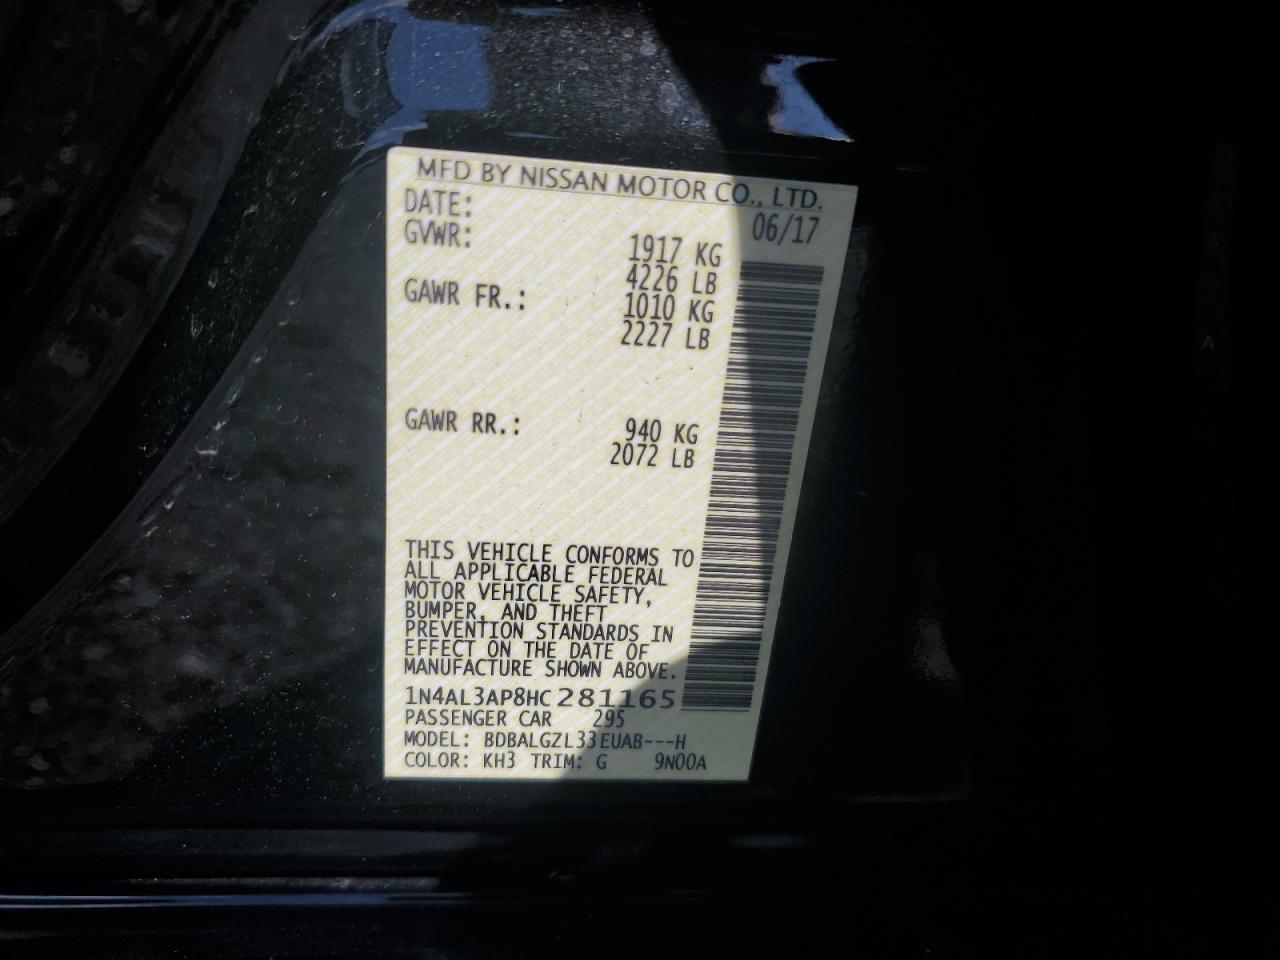 MFD BY NISSAN MOTOR CO., LTD.
DATE: 06/17
GVWR: 1917 KG
4226 LB
GAWR FR.: 1010 KG
2227 LB
GAWR RR.: 940 KG
2072 LB
THIS VEHICLE CONFORMS TO
ALL APPLICABLE FEDERAL
MOTOR VEHICLE SAFETY,
BUMPER, AND THEFT
PREVENTION STANDARDS IN
EFFECT ON THE DATE OF
MANUFACTURE SHOWN ABOVE.
1N4AL3AP8HC281165
PASSENGER CAR 295
MODEL: BDBALGZL33EUAB---H
COLOR: KH3 TRIM: G 9N00A